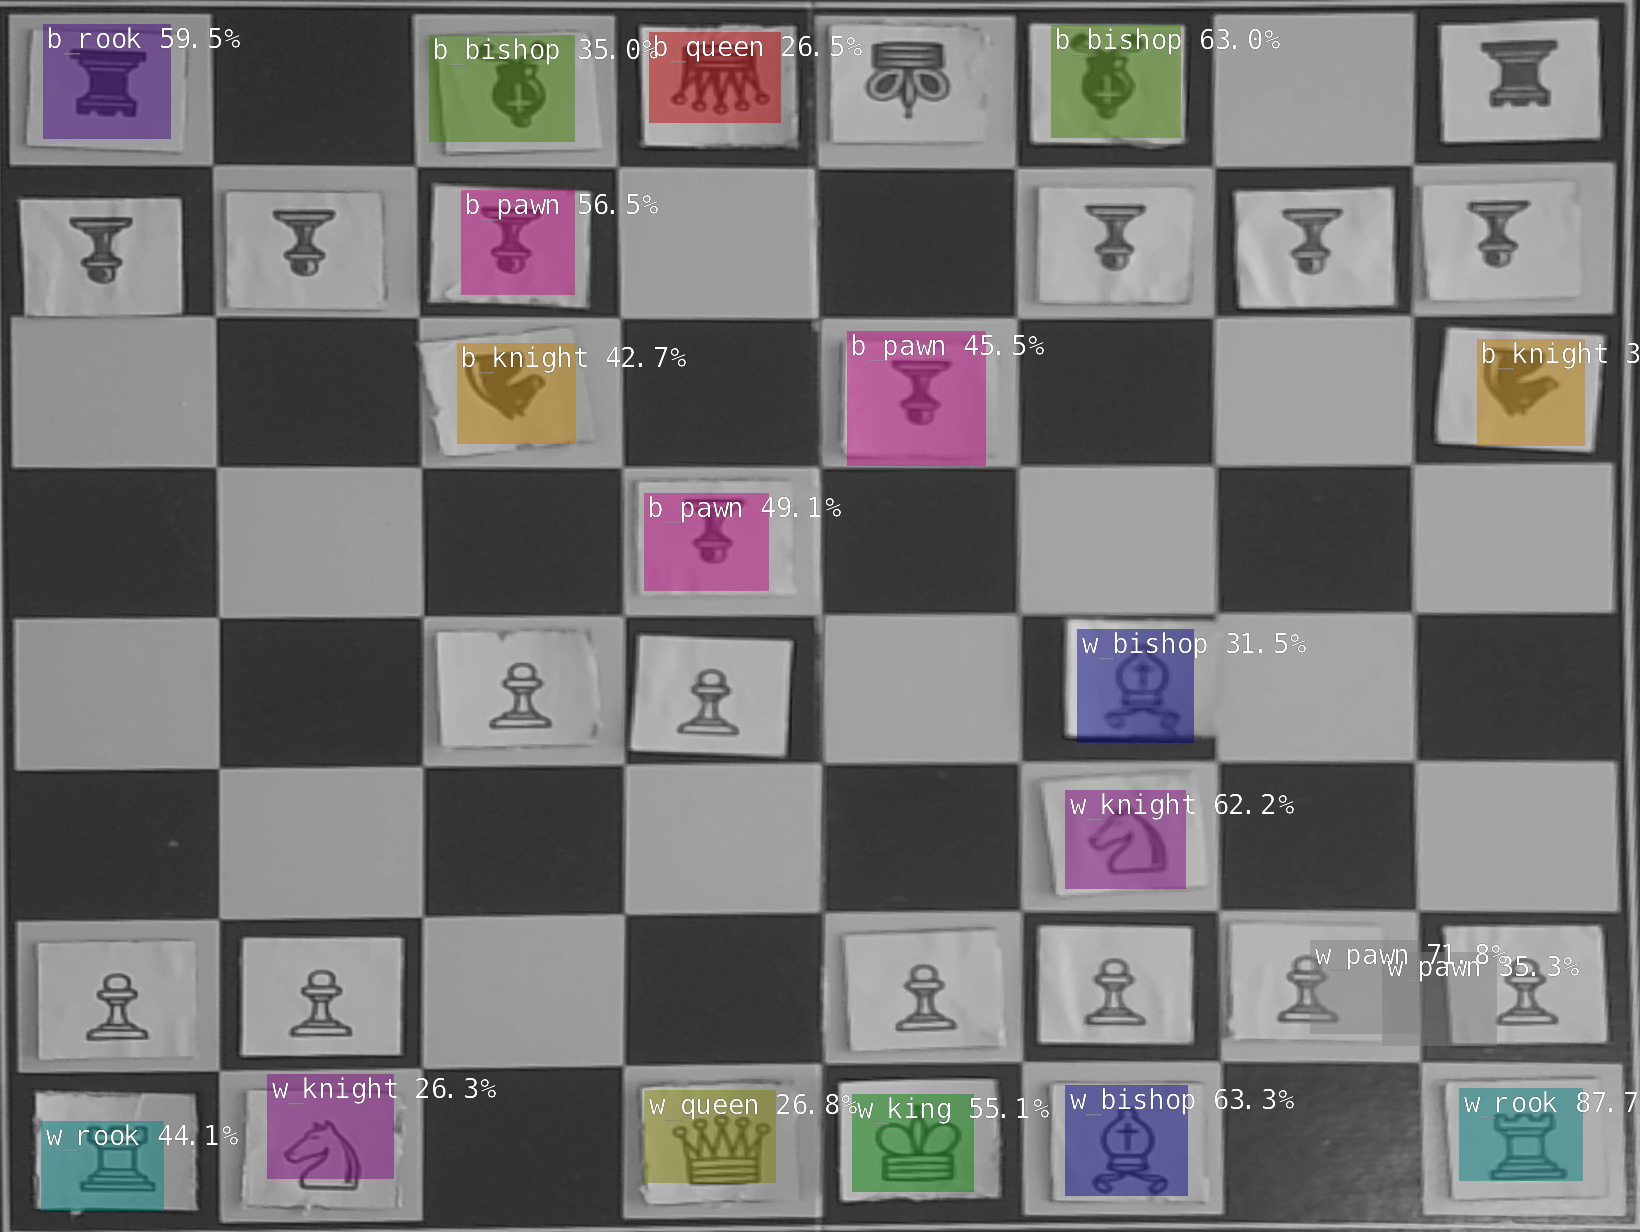 b_rook 59.5%
b_bishop 35.0%
b_queen 26.5%
b_bishop 63.0%
b_pawn 56.5%
b_knight 42.7%
b_pawn 45.5%
b_knight 3
b_pawn 49.1%
w_bishop 31.5%
w_knight 62.2%
w_pawn 71.8%
w_pawn 35.3%
w_knight 26.3%
w_queen 26.8%
w_king 55.1%
w_bishop 63.3%
w_rook 87.7
w_rook 44.1%